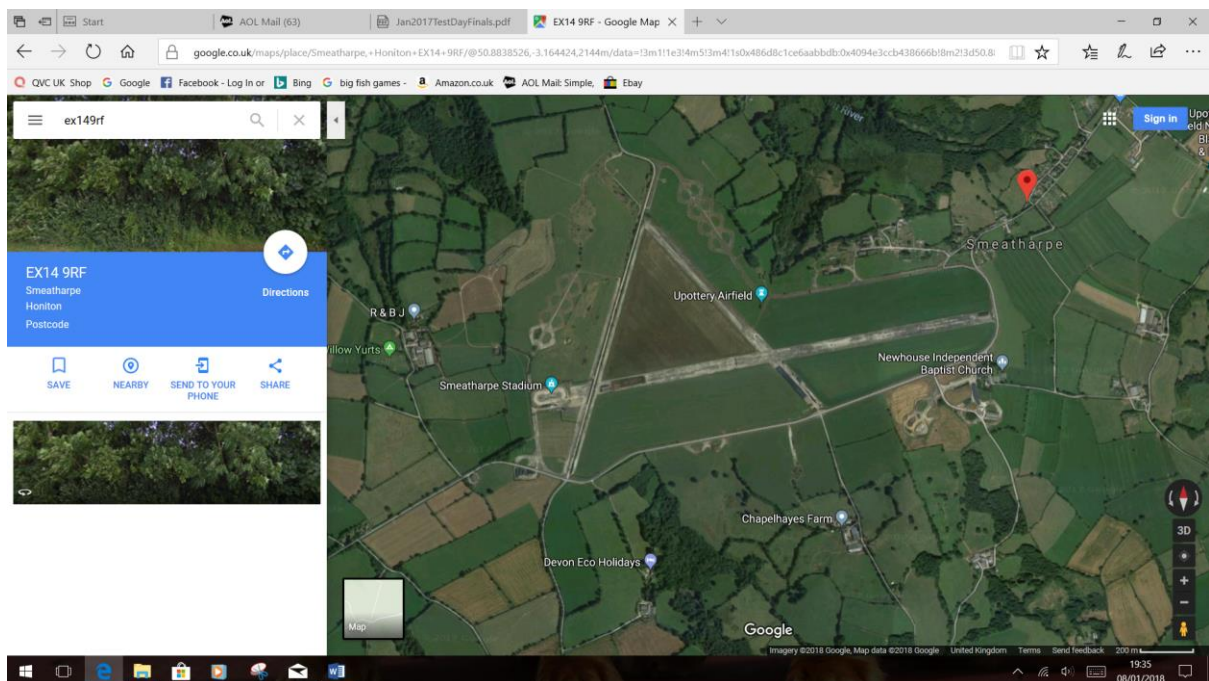 Start
AOL Mail (63)
Jan2017TestDayFinals.pdf
EX14 9RF - Google Map
google.co.uk/maps/place/Smeatharpe,+Honiton+EX14+9RF/@50.8838526,-3.164424,2144m/data=!3m1!1e3!4m5!3m4!1s0x486d8c1ce6aabbdb:0x4094e3ccb438666b!8m2!3d50.8
QVC UK Shop Google Facebook - Log In or Bing big fish games - Amazon.co.uk AOL Mail: Simple, Ebay
ex149rf
River
Sign in
Upo
eld N
Bl
&
Smeatharpe
EX14 9RF
Smeatharpe
Honiton
Postcode
Directions
Upottery Airfield
R & B J
Willow Yurts
Newhouse Independent
Baptist Church
Smeatharpe Stadium
SAVE
NEARBY
SEND TO YOUR
PHONE
SHARE
Chapelhayes Farm
3D
Devon Eco Holidays
Map
Google
Imagery ©2018 Google, Map data ©2018 Google United Kingdom Terms Send feedback 200 m
19:35
08/01/2018